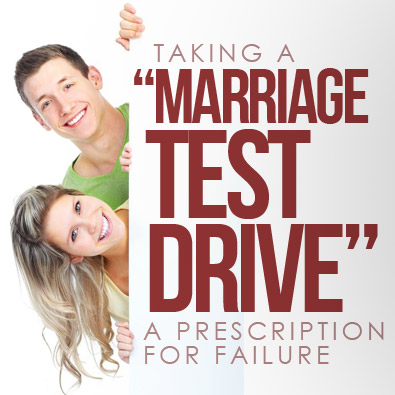 TAKING A
“MARRIAGE
TEST
DRIVE”
A PRESCRIPTION
FOR FAILURE